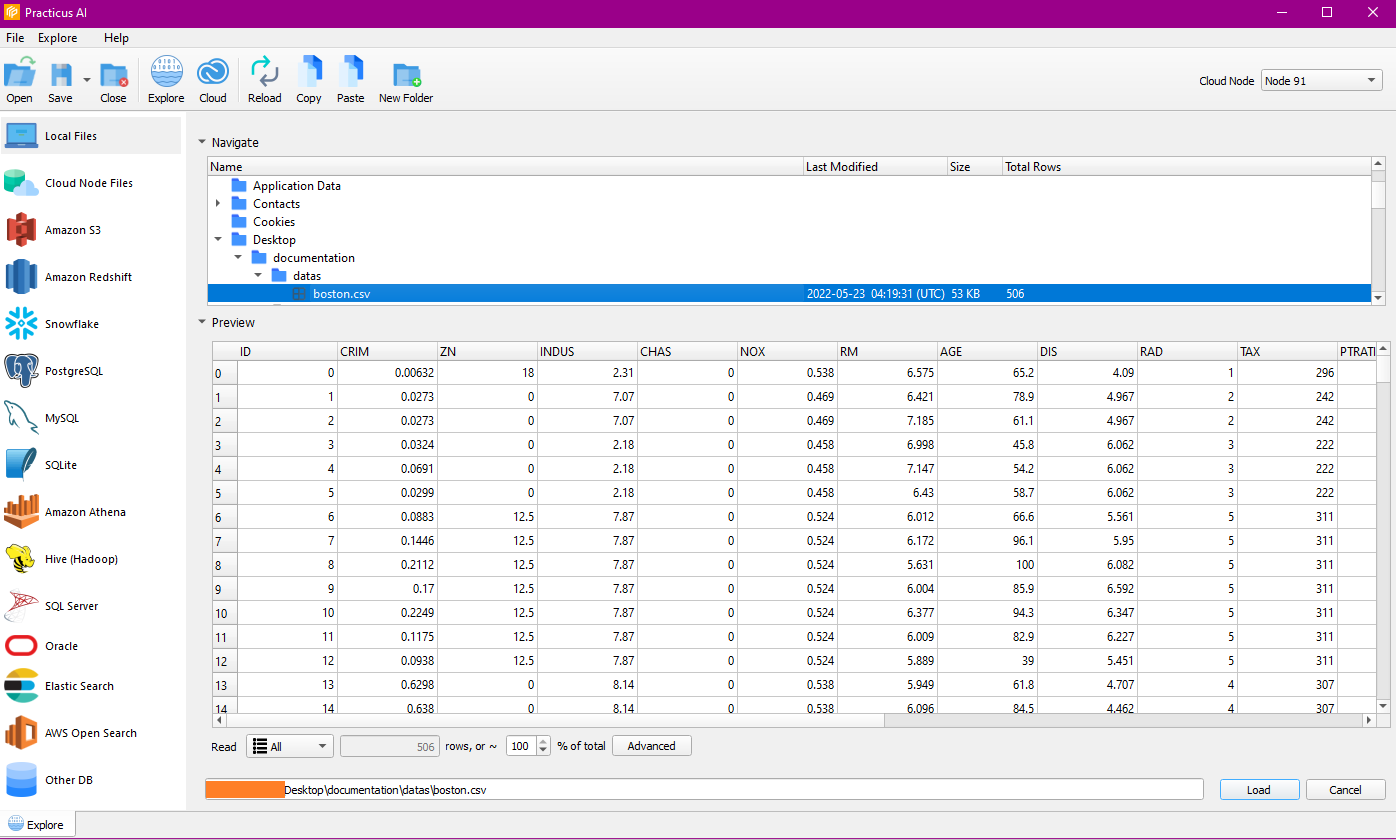 Practicus AI
File Explore Help
Open Save Close Explore Cloud Reload Copy Paste New Folder Cloud Node Node 91
Local Files
Cloud Node Files
Amazon S3
Amazon Redshift
Snowflake
PostgreSQL
MySQL
SQLite
Amazon Athena
Hive (Hadoop)
SQL Server
Oracle
Elastic Search
AWS Open Search
Other DB
Navigate
Name Last Modified Size Total Rows
Application Data
Contacts
Cookies
Desktop
documentation
datas
boston.csv 2022-05-23 04:19:31 (UTC) 53 KB 506
Preview
ID CRIM ZN INDUS CHAS NOX RM AGE DIS RAD TAX PTRATI
0 0 0.00632 18 2.31 0 0.538 6.575 65.2 4.09 1 296
1 1 0.0273 0 7.07 0 0.469 6.421 78.9 4.967 2 242
2 2 0.0273 0 7.07 0 0.469 7.185 61.1 4.967 2 242
3 3 0.0324 0 2.18 0 0.458 6.998 45.8 6.062 3 222
4 4 0.0691 0 2.18 0 0.458 7.147 54.2 6.062 3 222
5 5 0.0299 0 2.18 0 0.458 6.43 58.7 6.062 3 222
6 6 0.0883 12.5 7.87 0 0.524 6.012 66.6 5.561 5 311
7 7 0.1446 12.5 7.87 0 0.524 6.172 96.1 5.95 5 311
8 8 0.2112 12.5 7.87 0 0.524 5.631 100 6.082 5 311
9 9 0.17 12.5 7.87 0 0.524 6.004 85.9 6.592 5 311
10 10 0.2249 12.5 7.87 0 0.524 6.377 94.3 6.347 5 311
11 11 0.1175 12.5 7.87 0 0.524 6.009 82.9 6.227 5 311
12 12 0.0938 12.5 7.87 0 0.524 5.889 39 5.451 5 311
13 13 0.6298 0 8.14 0 0.538 5.949 61.8 4.707 4 307
14 14 0.638 0 8.14 0 0.538 6.096 84.5 4.462 4 307
Read All 506 rows, or ~ 100 % of total Advanced
Desktop\documentation\datas\boston.csv Load Cancel
Explore